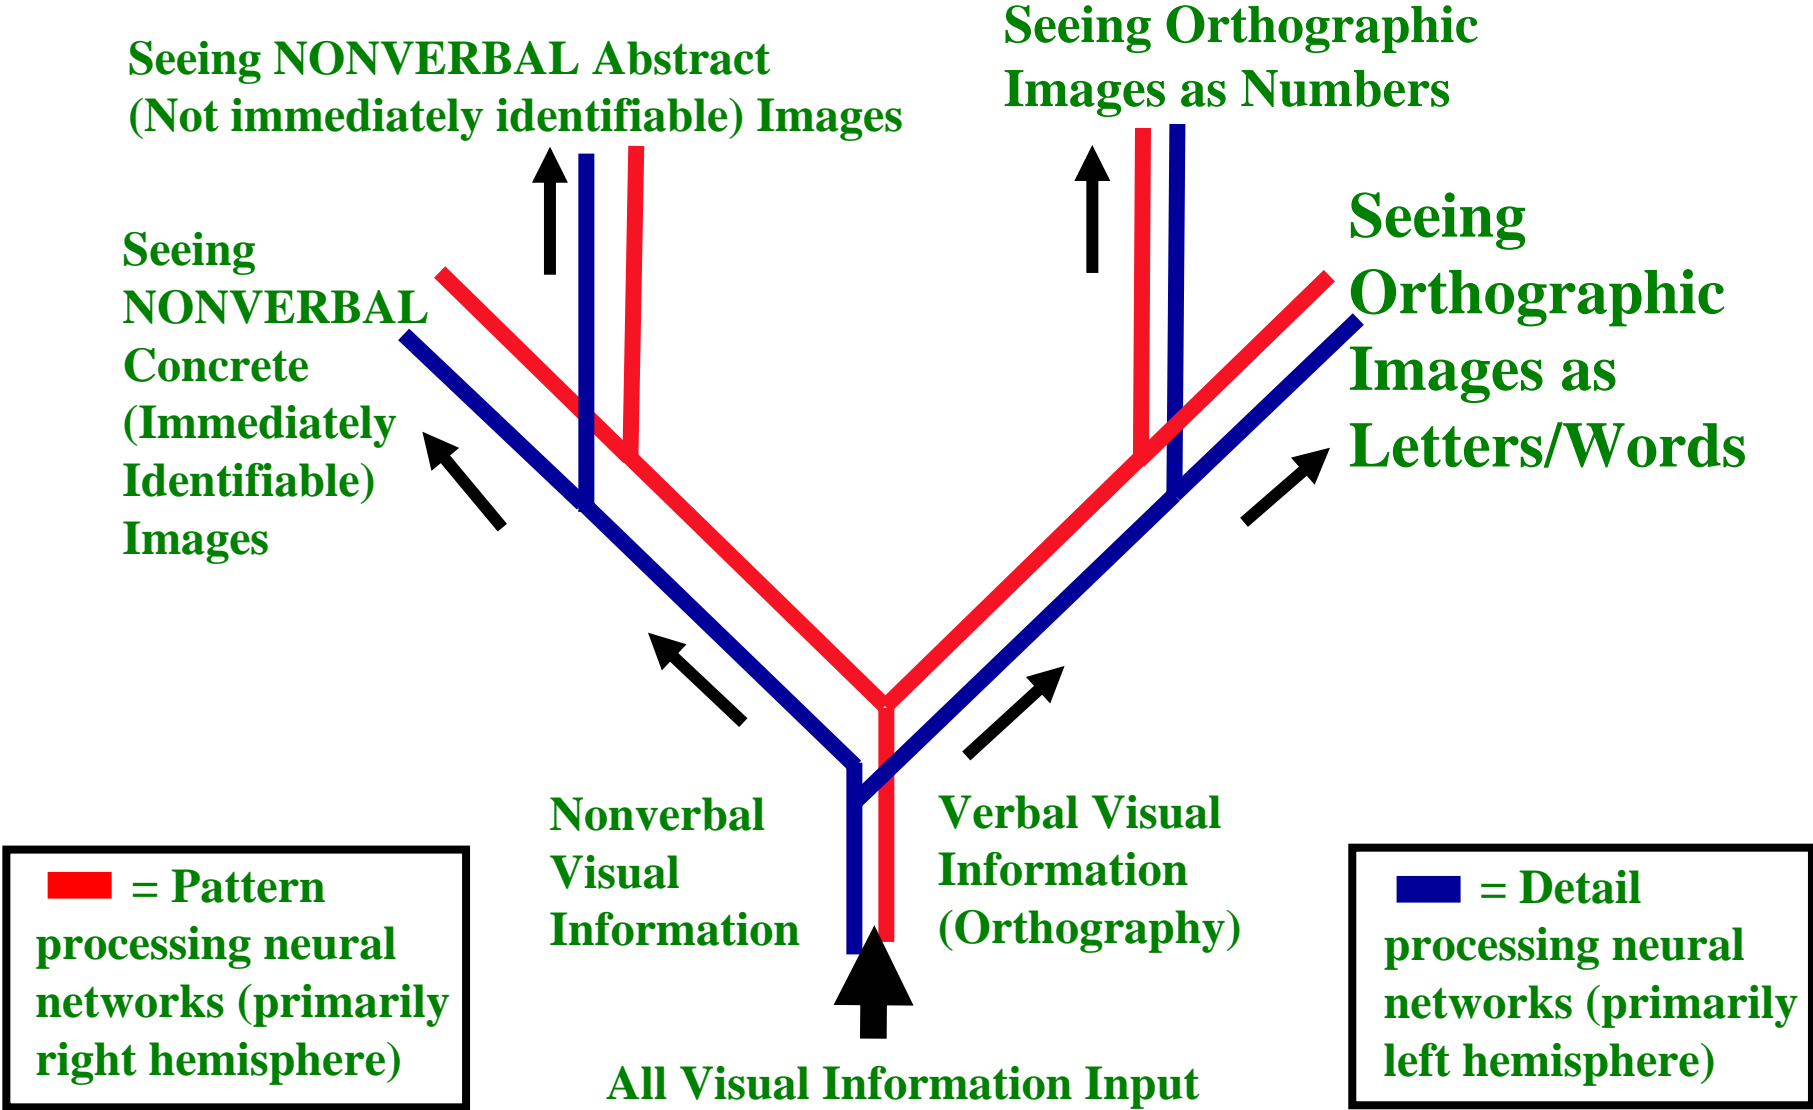 Seeing NONVERBAL Abstract
(Not immediately identifiable) Images
Seeing Orthographic
Images as Numbers
Seeing
NONVERBAL
Concrete
(Immediately
Identifiable)
Images
Seeing
Orthographic
Images as
Letters/Words
Nonverbal
Visual
Information
Verbal Visual
Information
(Orthography)
= Pattern
processing neural
networks (primarily
right hemisphere)
= Detail
processing neural
networks (primarily
left hemisphere)
All Visual Information Input